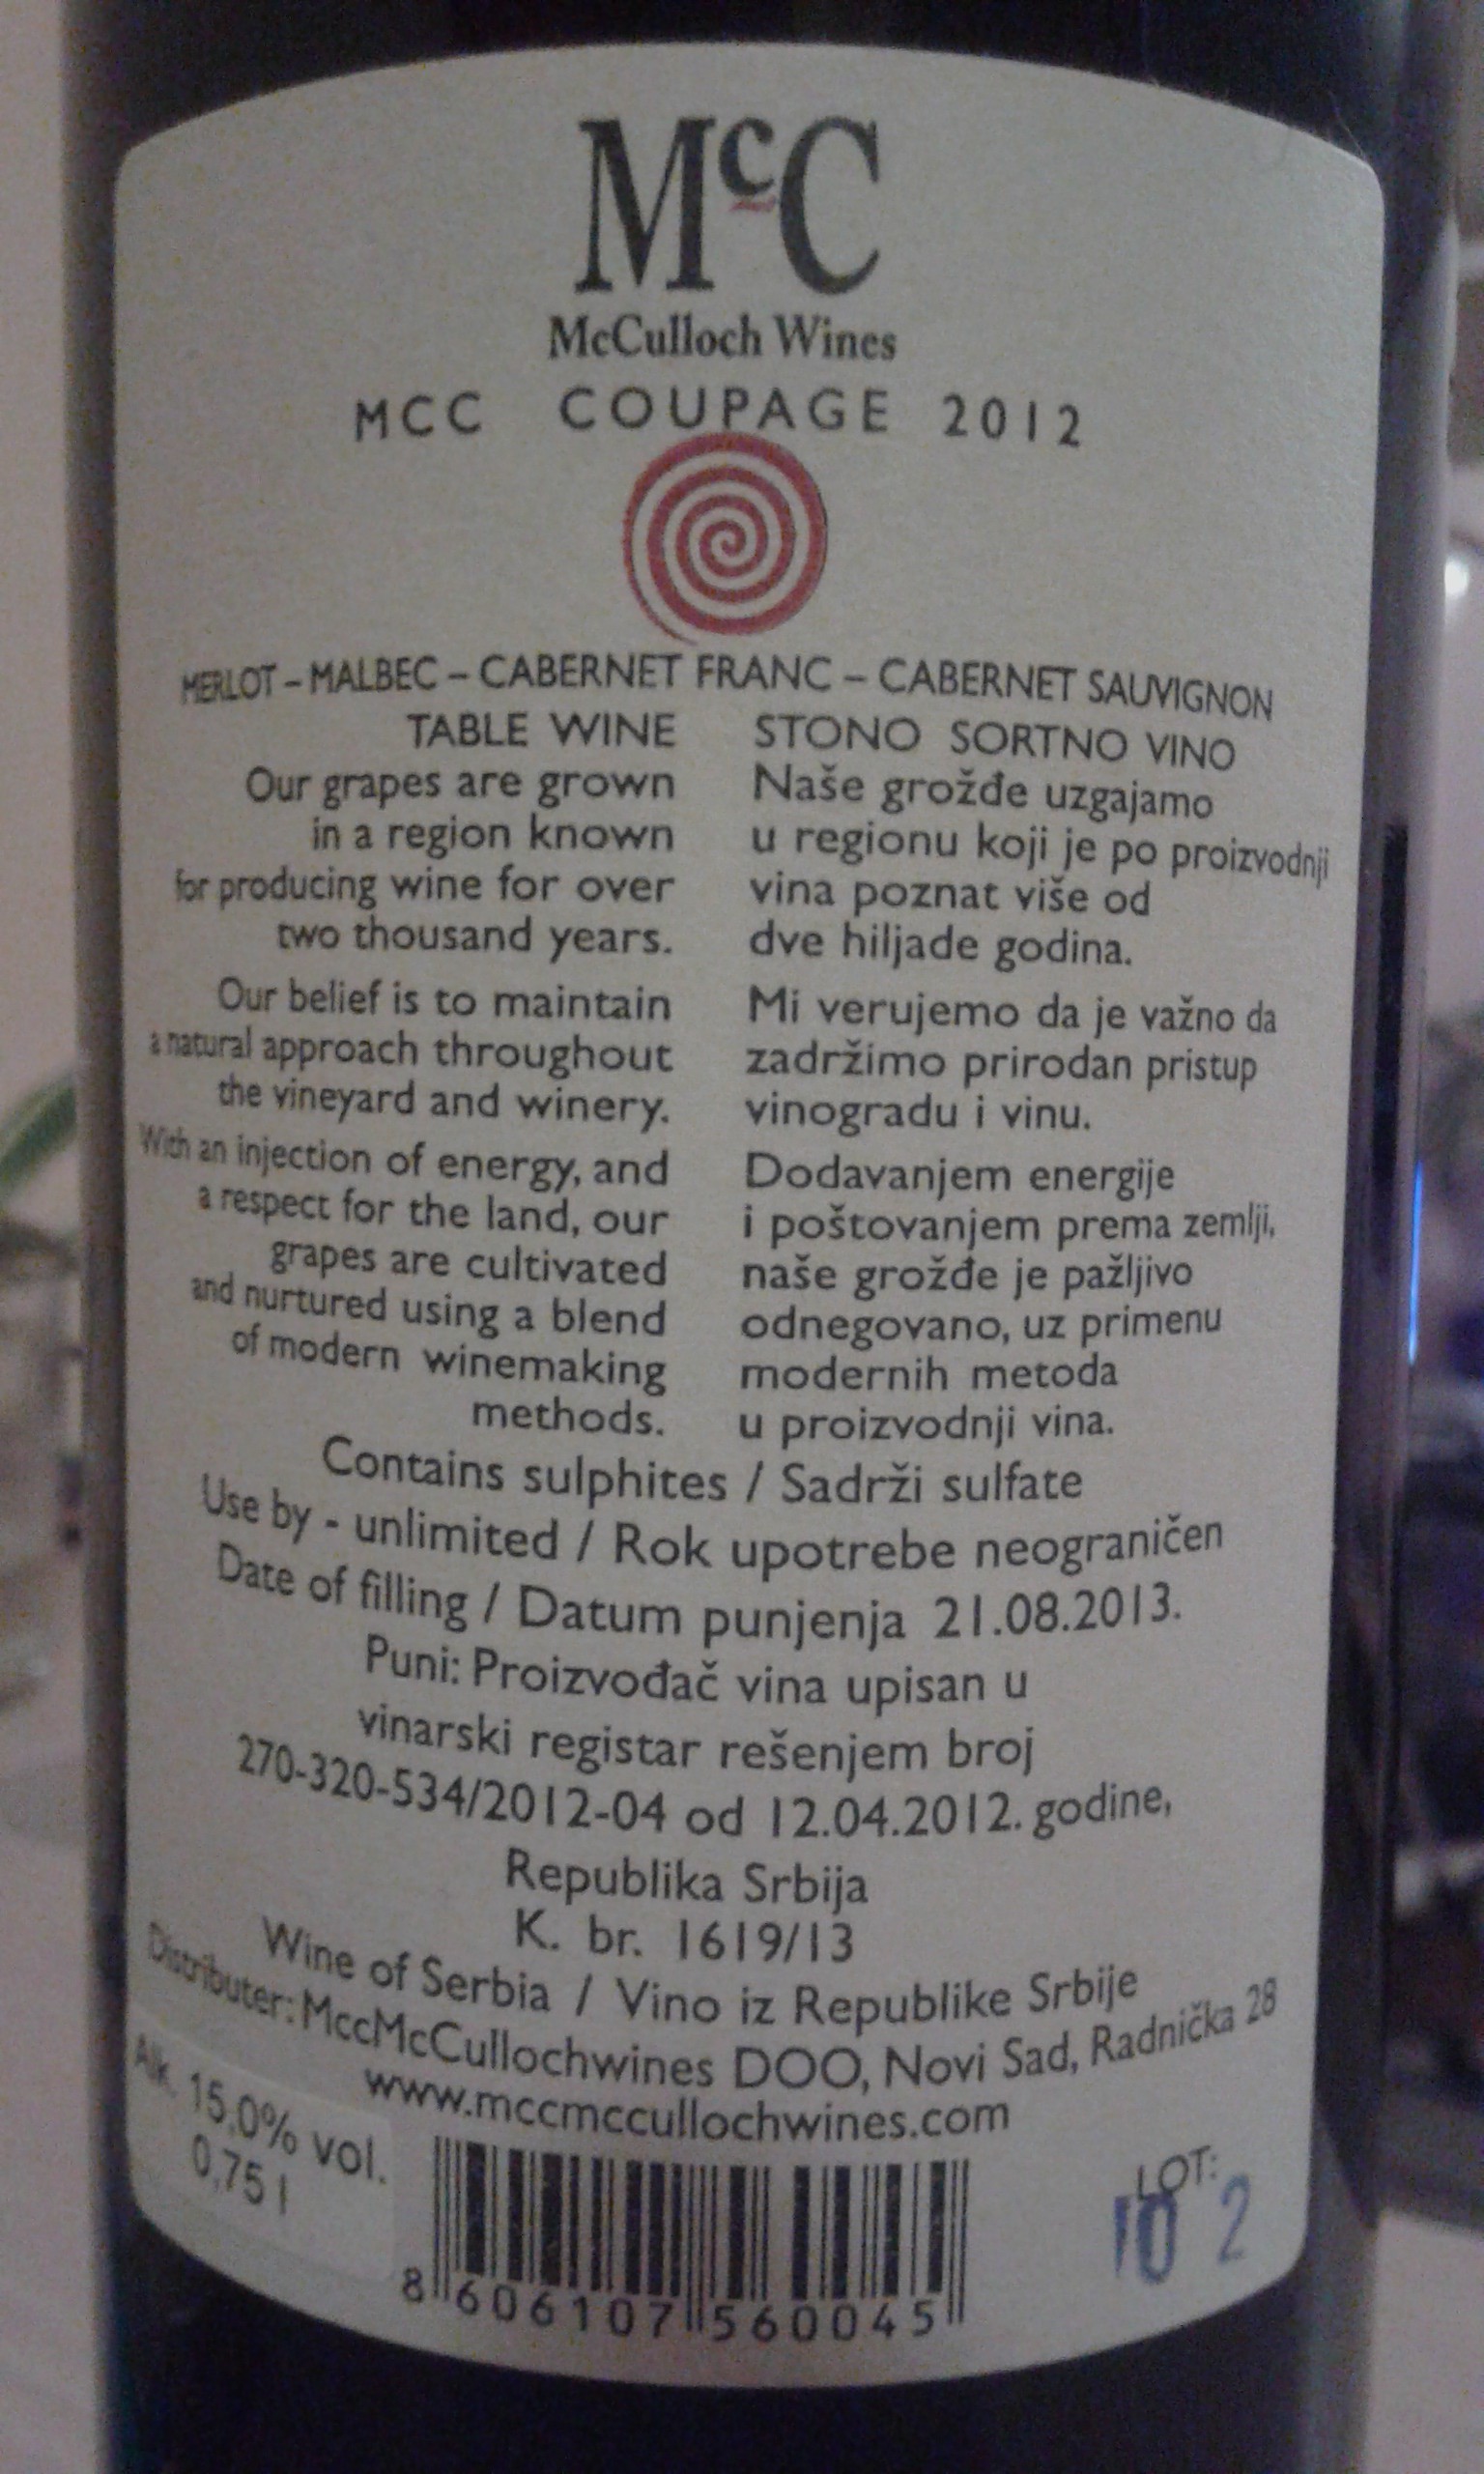 McC
McCulloch Wines
MCC COUPAGE 2012
MERLOT – MALBEC – CABERNET FRANC – CABERNET SAUVIGNON
TABLE WINE
Our grapes are grown
in a region known
for producing wine for over
two thousand years.
Our belief is to maintain
a natural approach throughout
the vineyard and winery.
With an injection of energy, and
a respect for the land, our
grapes are cultivated
and nurtured using a blend
of modern winemaking
methods.
STONO SORTNO VINO
Naše grožđe uzgajamo
u regionu koji je po proizvodnji
vina poznat više od
dve hiljade godina.
Mi verujemo da je važno da
zadržimo prirodan pristup
vinogradu i vinu.
Dodavanjem energije
i poštovanjem prema zemlji,
naše grožđe je pažljivo
odnegovano, uz primenu
modernih metoda
u proizvodnji vina.
Contains sulphites / Sadrži sulfate
Use by - unlimited / Rok upotrebe neograničen
Date of filling / Datum punjenja 21.08.2013.
Puni: Proizvođač vina upisan u
vinarski registar rešenjem broj
270-320-534/2012-04 od 12.04.2012. godine,
Republika Srbija
K. br. 1619/13
Wine of Serbia / Vino iz Republike Srbije
Distributer: MccMcCullochwines DOO, Novi Sad, Radnička 28
www.mccmccullochwines.com
Alk. 15,0% vol.
0,75 l
8 606107 560045
LOT:
10 2